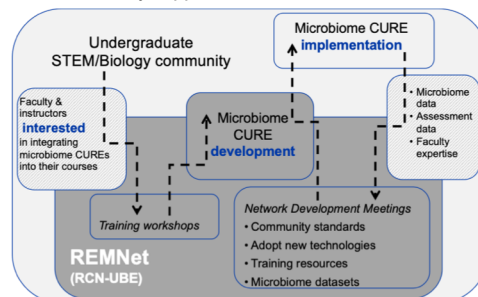 Undergraduate
STEM/Biology community
Microbiome CURE
implementation
Faculty &
instructors
interested
in integrating
microbiome CUREs
into their courses
Microbiome
CURE
development
• Microbiome
data
• Assessment
data
• Faculty
expertise
Training workshops
Network Development Meetings
• Community standards
• Adopt new technologies
• Training resources
• Microbiome datasets
REMNet
(RCN-UBE)